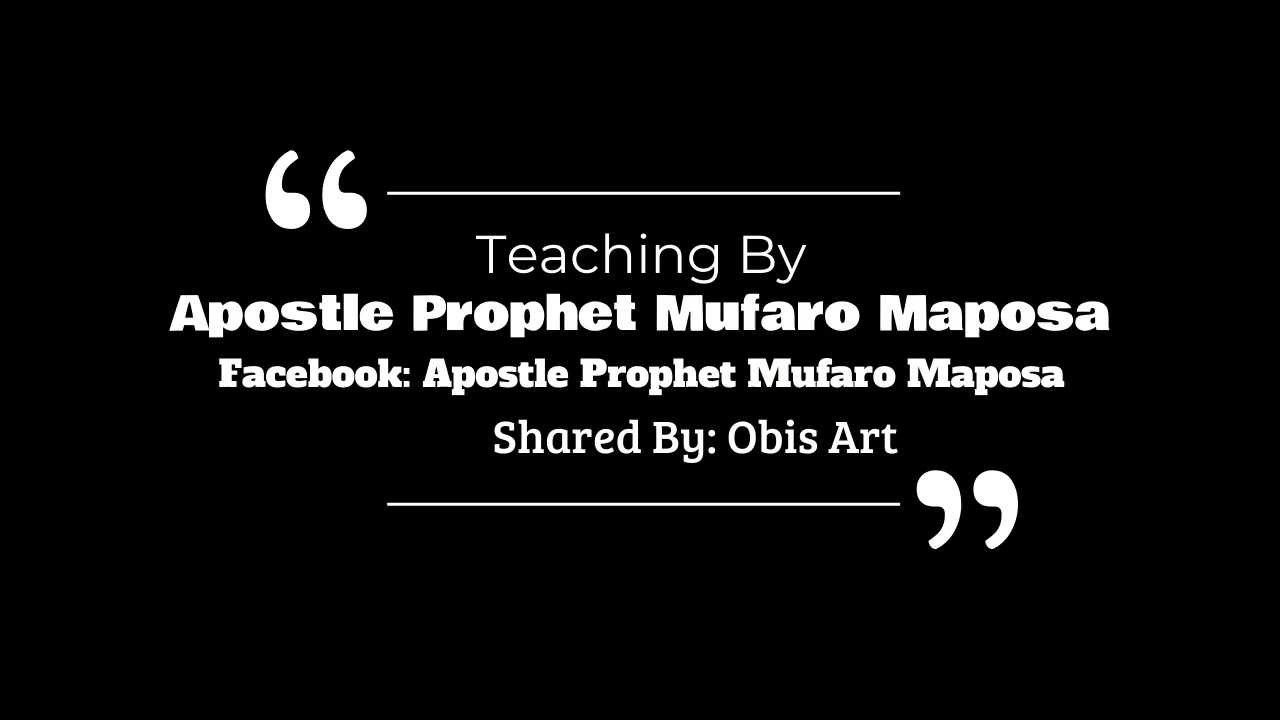 “
Teaching By
Apostle Prophet Mufaro Maposa
Facebook: Apostle Prophet Mufaro Maposa
Shared By: Obis Art
”